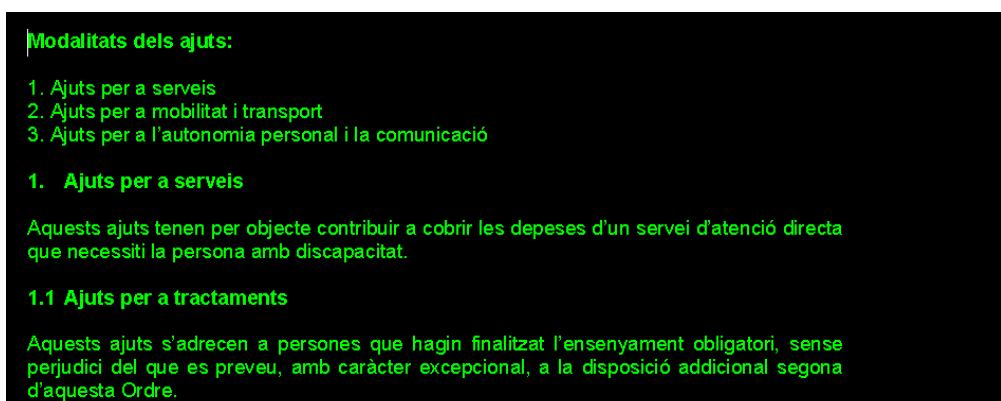 Modalitats dels ajuts:
1. Ajuts per a serveis
2. Ajuts per a mobilitat i transport
3. Ajuts per a l’autonomia personal i la comunicació
1. Ajuts per a serveis
Aquests ajuts tenen per objecte contribuir a cobrir les depeses d’un servei d’atenció directa
que necessiti la persona amb discapacitat.
1.1 Ajuts per a tractaments
Aquests ajuts s’adrecen a persones que hagin finalitzat l’ensenyament obligatori, sense
perjudici del que es preveu, amb caràcter excepcional, a la disposició addicional segona
d’aquesta Ordre.